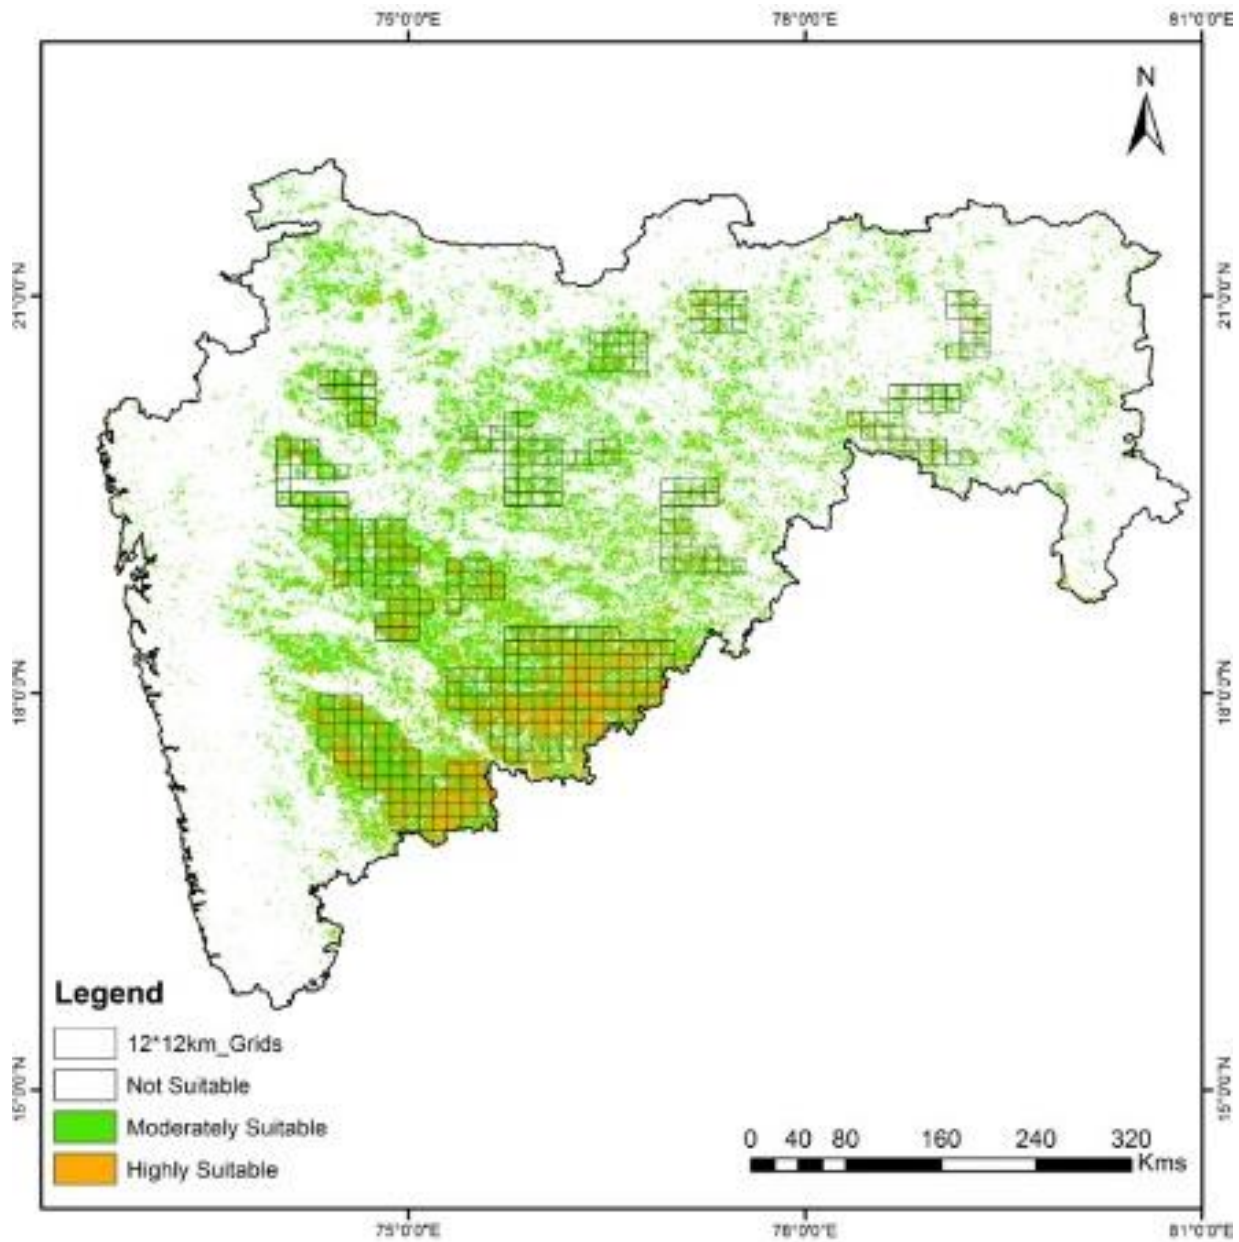 75°0'0"E 78°0'0"E 81°0'0"E
N
21°0'0"N 21°0'0"N
18°0'0"N 18°0'0"N
Legend
12*12km_Grids
Not Suitable
15°0'0"N 15°0'0"N
Moderately Suitable
0 40 80 160 240 320
Kms
Highly Suitable
75°0'0"E 78°0'0"E 81°0'0"E